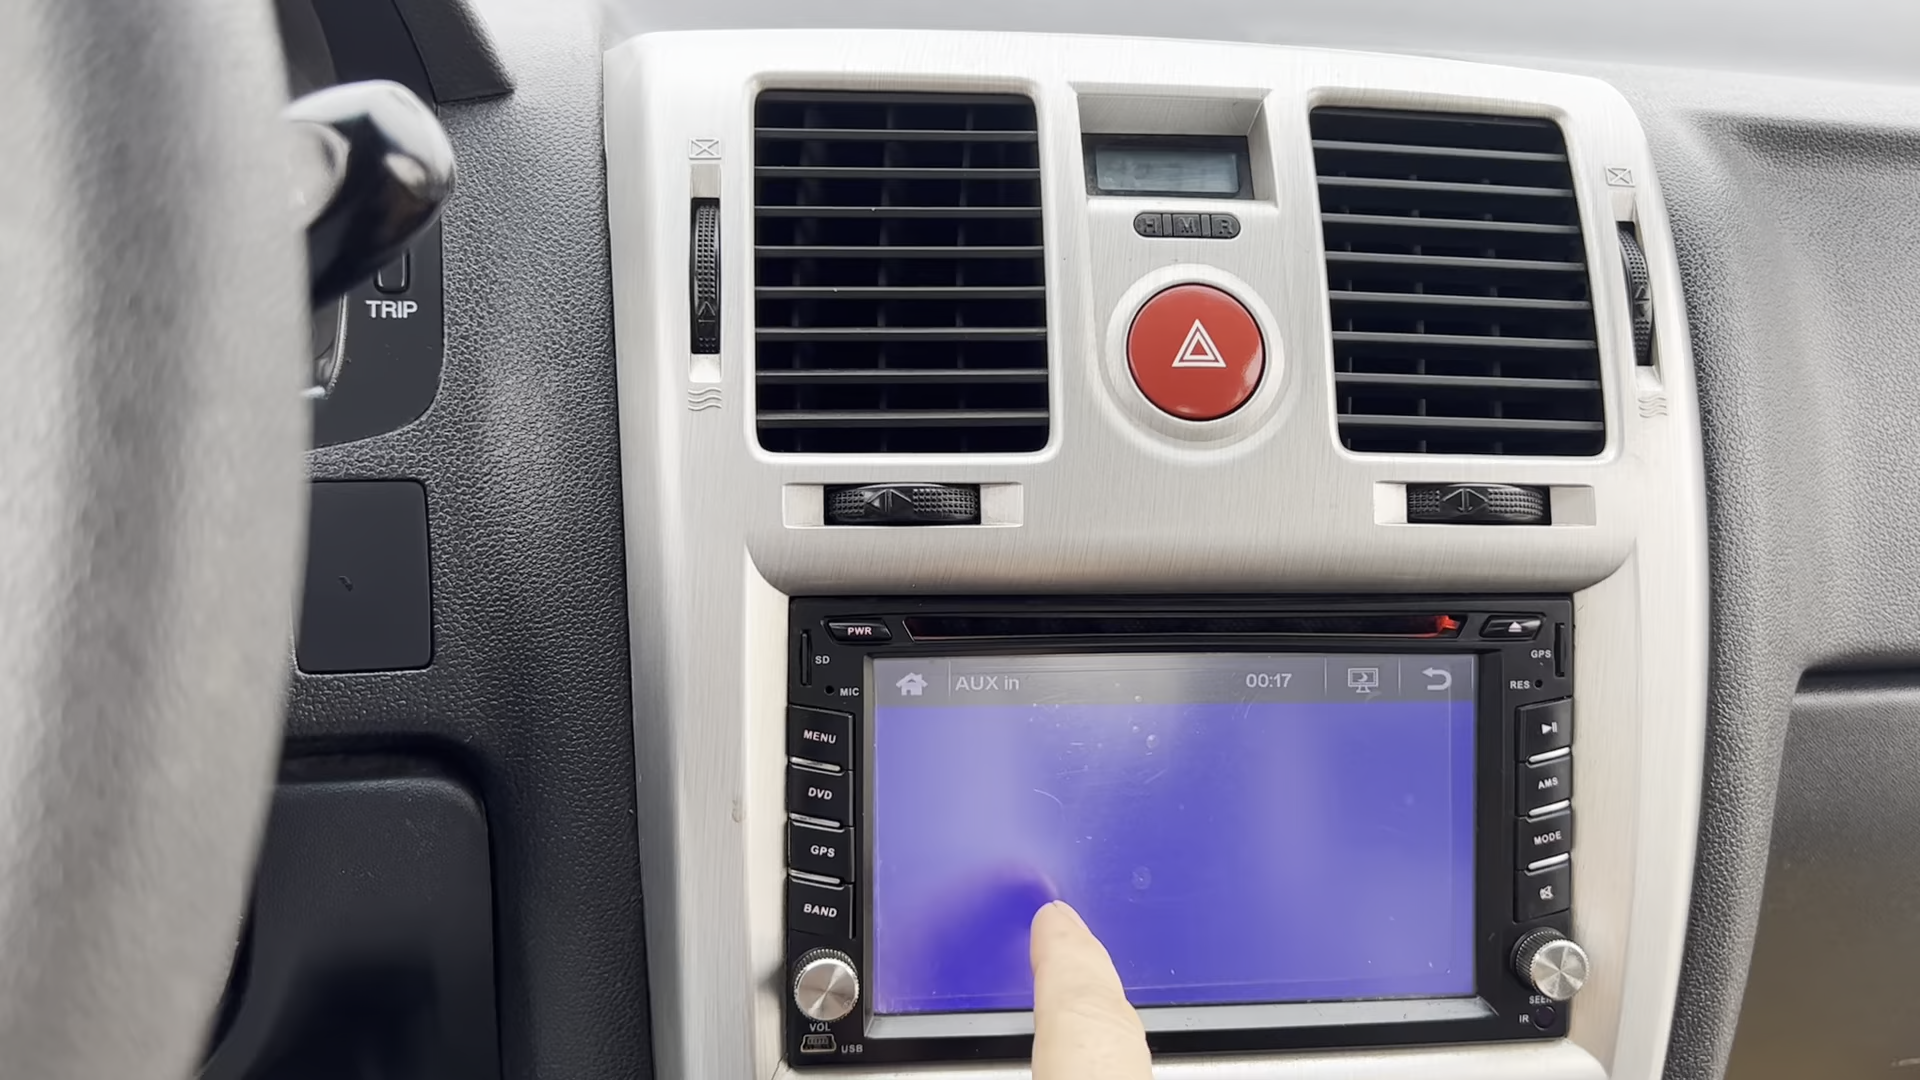 TRIP
H M R
PWR
SD
MIC
GPS
RES
AUX in
00:17
MENU
DVD
GPS
BAND
AMS
MODE
VOL
USB
SEEK
IR